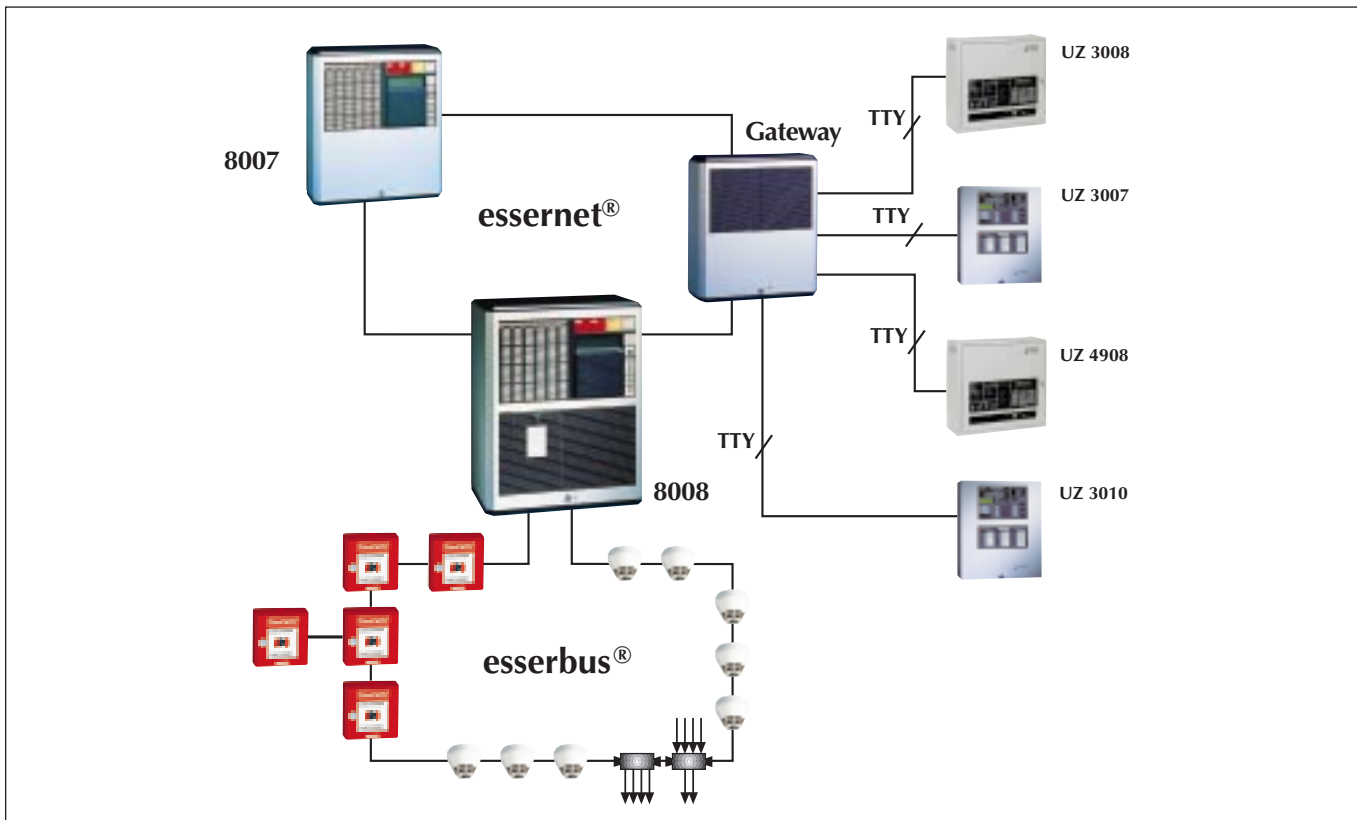 UZ 3008
TTY
Gateway
8007
UZ 3007
essernet®
TTY
TTY
UZ 4908
TTY
8008
UZ 3010
esserbus®